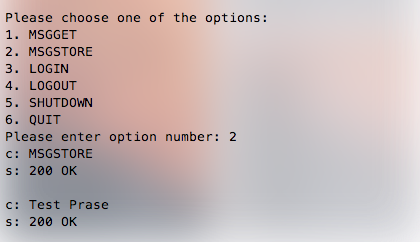 Please choose one of the options:
1. MSGGET
2. MSGSTORE
3. LOGIN
4. LOGOUT
5. SHUTDOWN
6. QUIT
Please enter option number: 2
c: MSGSTORE
s: 200 OK
c: Test Prase
s: 200 OK